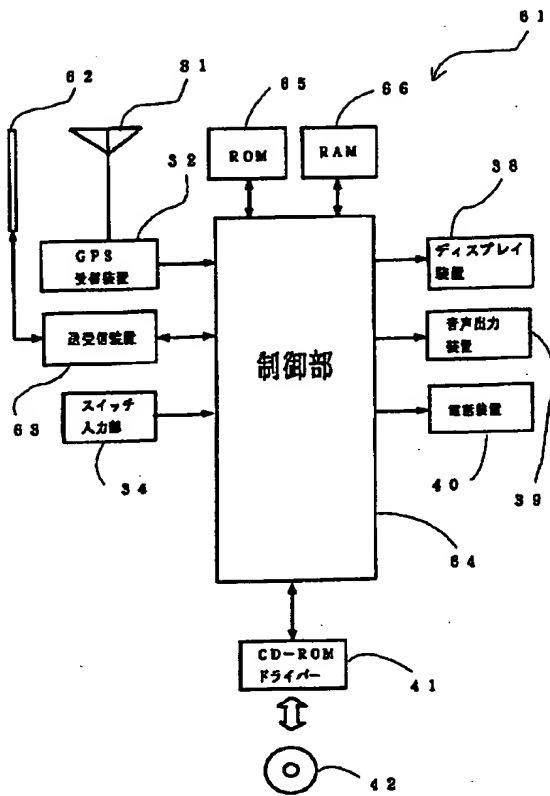 61
62
81
65
66
ROM
RAM
32
38
GPS
受信装置
ディスプレイ
装置
送受信装置
音声出力
装置
制御部
63
スイッチ
入力部
電話装置
34
40
39
64
CD-ROM
ドライバー
41
42